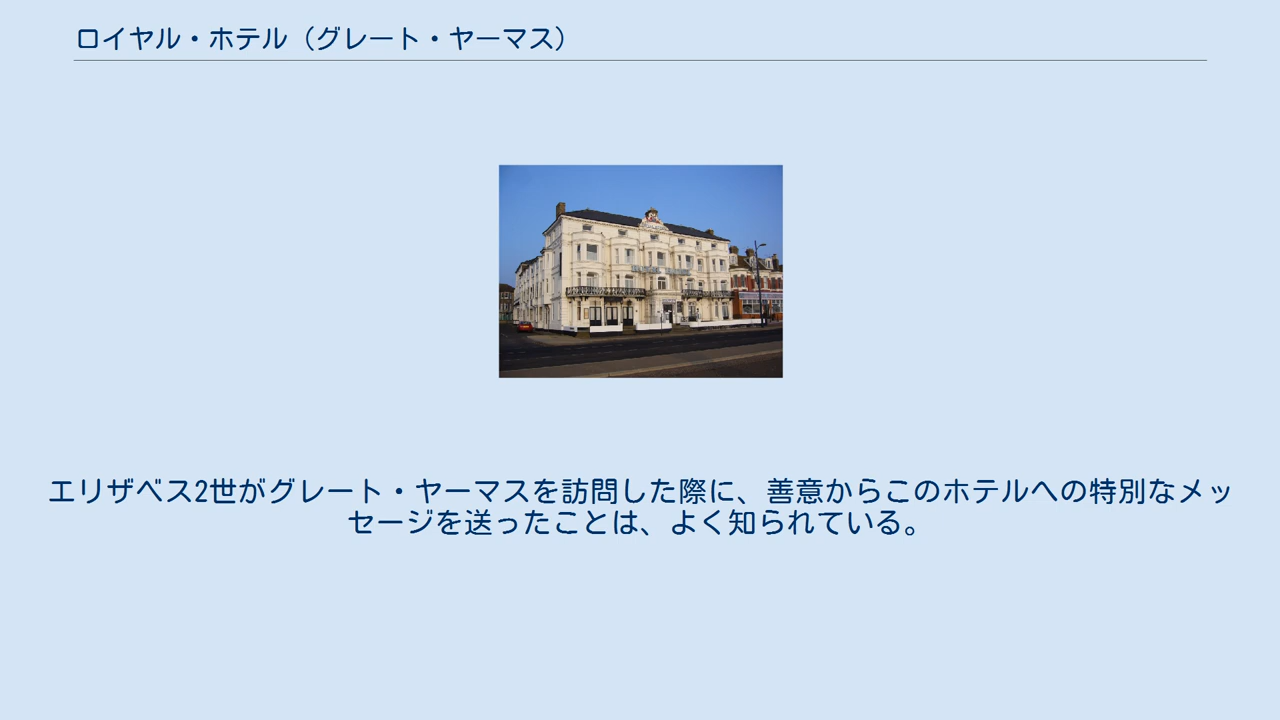 ロイヤル・ホテル（グレート・ヤーマス）
エリザベス2世がグレート・ヤーマスを訪問した際に、善意からこのホテルへの特別なメッ
セージを送ったことは、よく知られている。